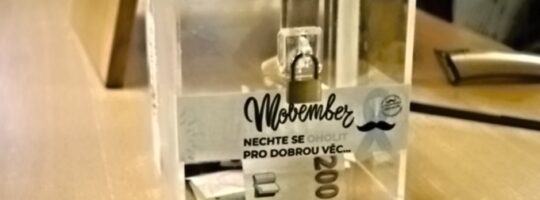 Movember
NECHTE SE OHOLIT
PRO DOBROU VĚC...
200